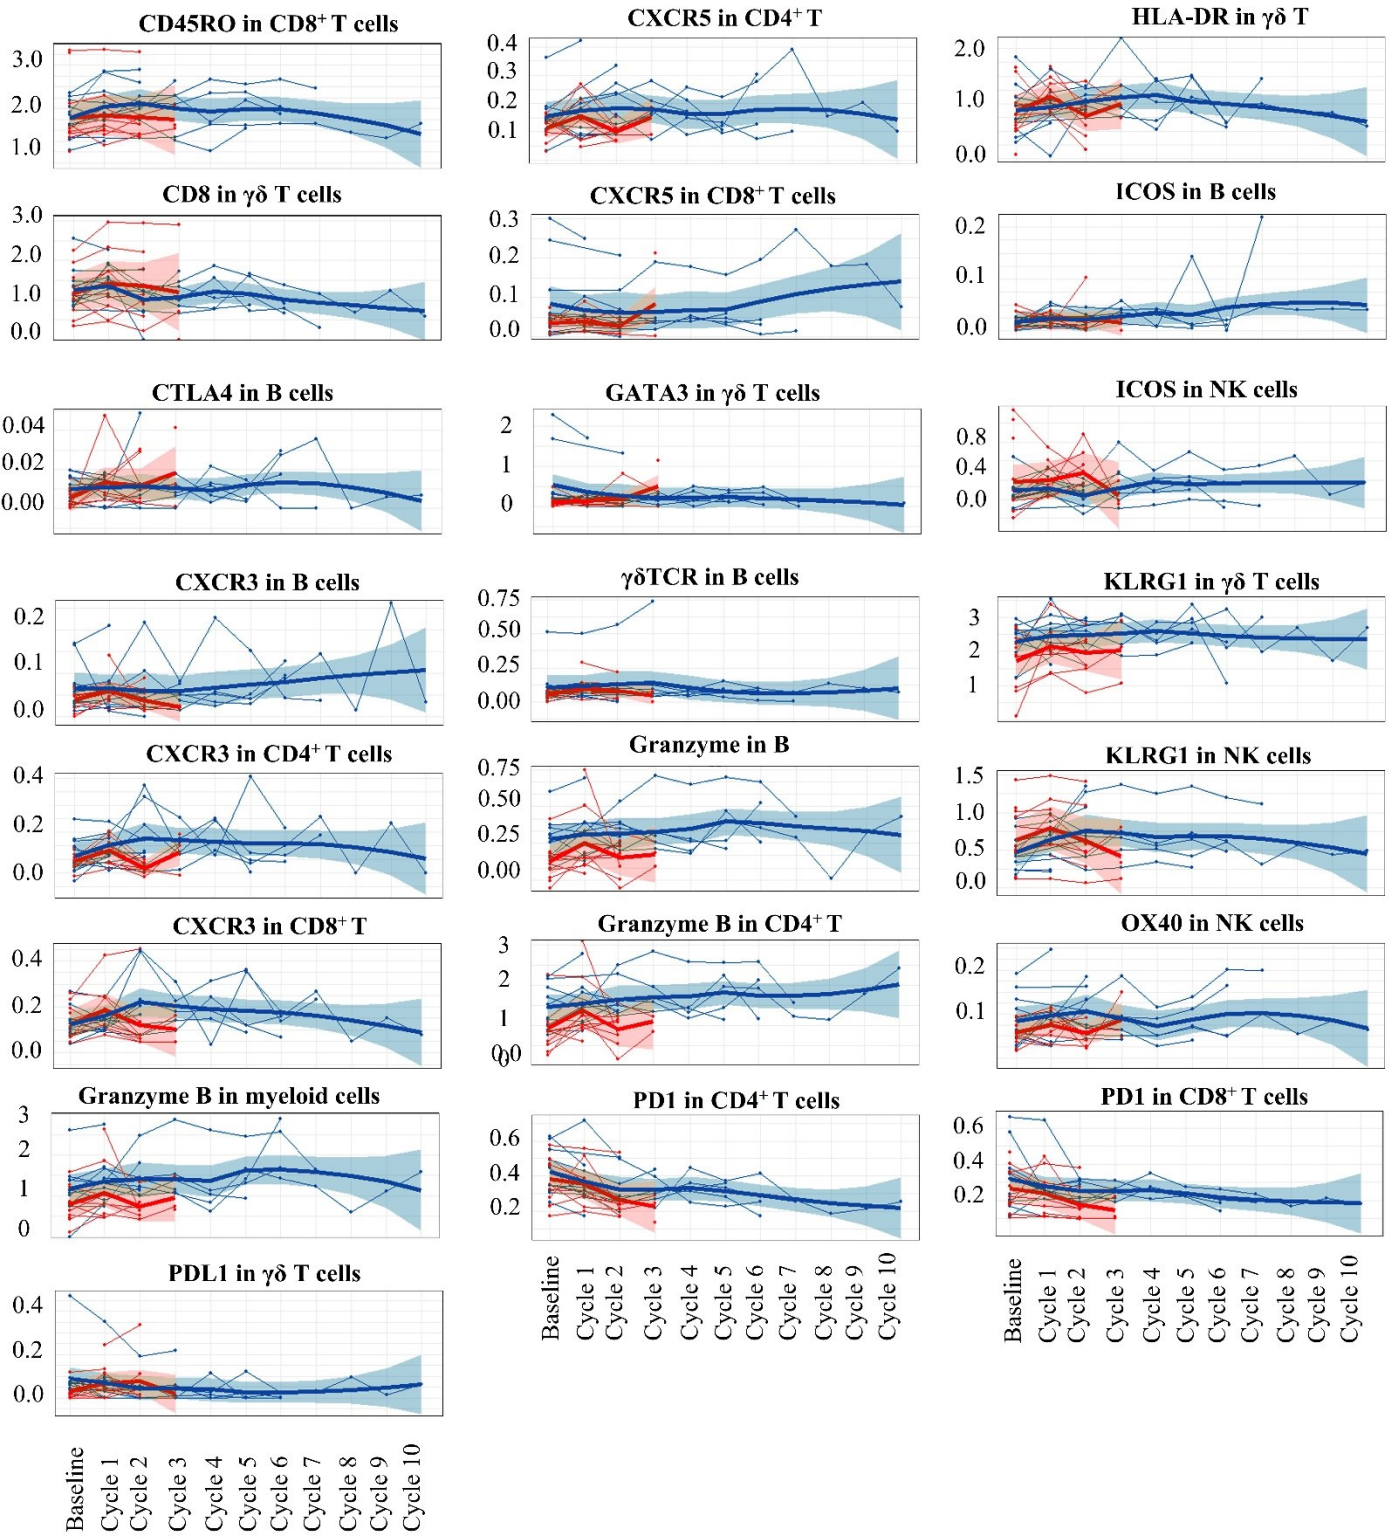 CD45RO in CD8+ T cells
3.0
2.0
1.0
CD8 in γδ T cells
3.0
2.0
1.0
0.0
CTLA4 in B cells
0.04
0.02
0.00
CXCR3 in B cells
0.2
0.1
0.0
CXCR3 in CD4+ T cells
0.4
0.2
0.0
CXCR3 in CD8+ T
0.4
0.2
0.0
Granzyme B in myeloid cells
3
2
1
0
PDL1 in γδ T cells
0.4
0.2
0.0
Baseline
Cycle 1
Cycle 2
Cycle 3
Cycle 4
Cycle 5
Cycle 6
Cycle 7
Cycle 8
Cycle 9
Cycle 10
CXCR5 in CD4+ T
0.4
0.3
0.2
0.1
CXCR5 in CD8+ T cells
0.3
0.2
0.1
0.0
GATA3 in γδ T cells
2
1
0
γδTCR in B cells
0.75
0.50
0.25
0.00
Granzyme in B
0.75
0.50
0.25
0.00
Granzyme B in CD4+ T
3
2
1
0.0
0
PD1 in CD4+ T cells
0.6
0.4
0.2
Baseline
Cycle 1
Cycle 2
Cycle 3
Cycle 4
Cycle 5
Cycle 6
Cycle 7
Cycle 8
Cycle 9
Cycle 10
HLA-DR in γδ T
2.0
1.0
0.0
ICOS in B cells
0.2
0.1
0.0
ICOS in NK cells
0.8
0.4
0.0
KLRG1 in γδ T cells
3
2
1
KLRG1 in NK cells
1.5
1.0
0.5
0.0
OX40 in NK cells
0.2
0.1
PD1 in CD8+ T cells
0.6
0.4
0.2
Baseline
Cycle 1
Cycle 2
Cycle 3
Cycle 4
Cycle 5
Cycle 6
Cycle 7
Cycle 8
Cycle 9
Cycle 10